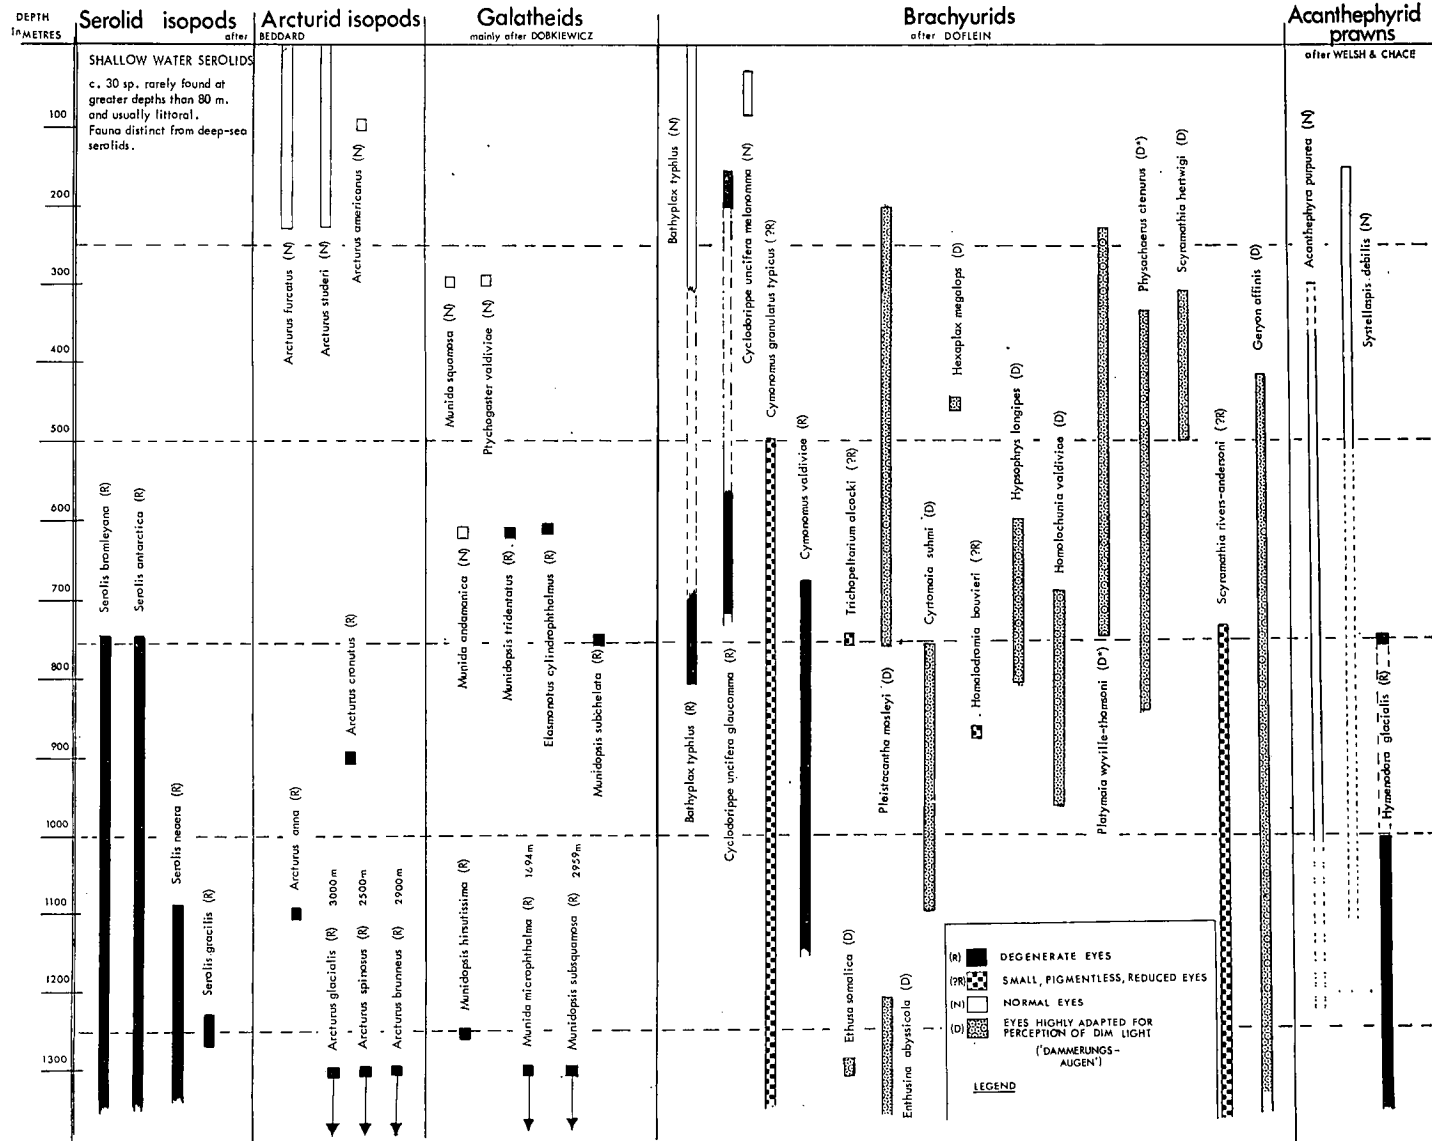 DEPTH
In METRES
Serolid isopods
after
Arcturid isopods
BEDDARD
Galatheids
mainly after DOBKIEWICZ
Brachyurids
after DOFLEIN
Acanthephyrid
prawns
after WELSH & CHACE
SHALLOW WATER SEROLIDS
c. 30 sp. rarely found at
greater depths than 80 m.
and usually littoral.
Fauna distinct from deep-sea
serolids.
100
200
300
400
500
600
700
800
900
1000
1100
1200
1300
Serolis bromleyana (R)
Serolis antarctica (R)
Serolis neaera (R)
Serolis gracilis (R)
Arcturus furcatus (N)
Arcturus studeri (N)
Arcturus americanus (N)
Arcturus cronutus (R)
Arcturus anna (R)
Arcturus glacialis (R) 3000m
Arcturus spinosus (R) 2500m
Arcturus brunneus (R) 2900m
Munida squamosa (N)
Ptychogaster valdiviae (N)
Munida andamanica (N)
Munidopsis tridentatus (R)
Elasmonotus cylindrophthalmus (R)
Munidopsis subchelata (R)
Munidopsis hirsutissima (R)
Munida microphthalma (R) 1694m
Munidopsis subsquamosa (R) 2959m
Bathyplax typhlus (N)
Bathyplax typhlus (R)
Cyclodorippe uncifera melanomma (N)
Cyclodorippe uncifera glaucomma (R)
Cymonomus granulatus typicus (?R)
Cymonomus valdiviae (R)
Trichopeltarium alcocki (?R)
Ethusa somalica (D)
Pleistacantha mosleyi (D)
Enthusina abyssicola (D)
Cyrtomaia suhmi (D)
Hexaplax megalops (D)
Homolodromia bouvieri (?R)
Hypsophrys longipes (D)
Homolochunia valdiviae (D)
Platymaia wyville-thomsoni (D*)
Physachaerus ctenurus (D*)
Scyramathia hertwigi (D)
Scyramathia rivers-andersoni (?R)
Geryon affinis (D)
Acanthephyra purpurea (N)
Systellaspis debilis (N)
Hymenodora glacialis (R)
(R) DEGENERATE EYES
(?R) SMALL, PIGMENTLESS, REDUCED EYES
(N) NORMAL EYES
(D) EYES HIGHLY ADAPTED FOR
PERCEPTION OF DIM LIGHT
('DAMMERUNGS-
AUGEN')
LEGEND